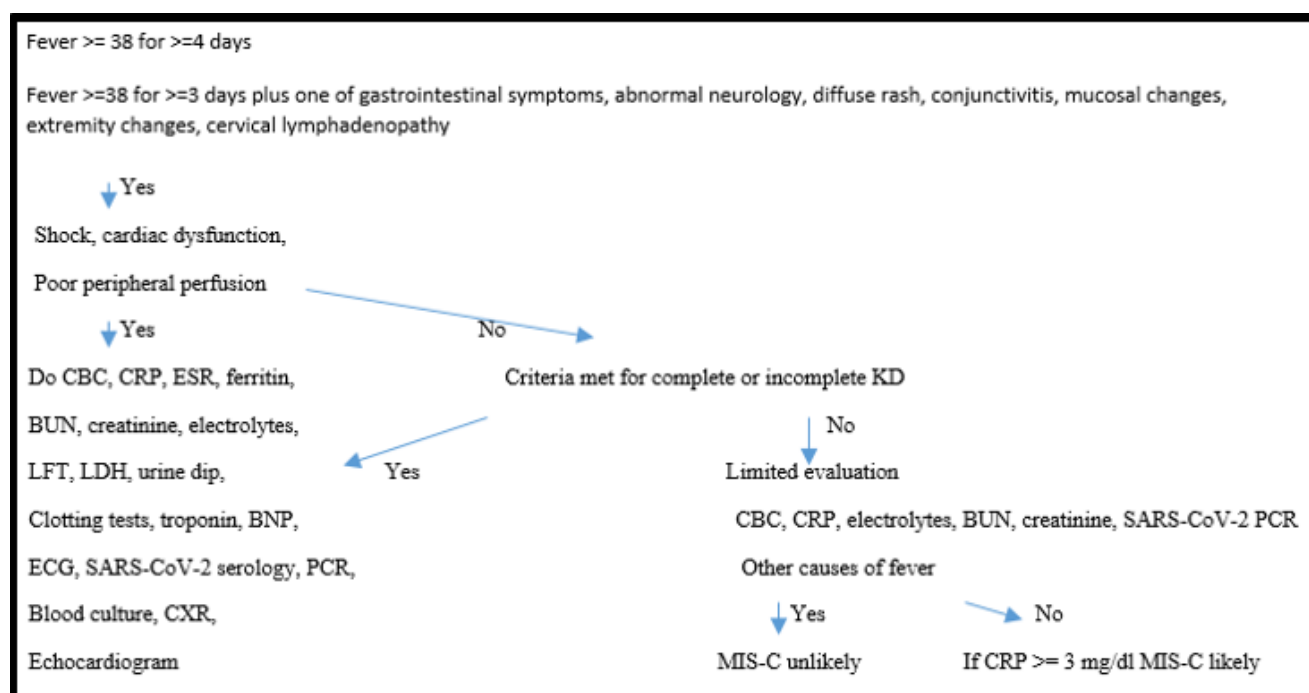 Fever >= 38 for >=4 days
Fever >=38 for >=3 days plus one of gastrointestinal symptoms, abnormal neurology, diffuse rash, conjunctivitis, mucosal changes,
extremity changes, cervical lymphadenopathy
Yes
Shock, cardiac dysfunction,
Poor peripheral perfusion
Yes
No
Do CBC, CRP, ESR, ferritin,
Criteria met for complete or incomplete KD
BUN, creatinine, electrolytes,
No
LFT, LDH, urine dip,
Yes
Limited evaluation
Clotting tests, troponin, BNP,
CBC, CRP, electrolytes, BUN, creatinine, SARS-CoV-2 PCR
ECG, SARS-CoV-2 serology, PCR,
Other causes of fever
Blood culture, CXR,
Yes
No
Echocardiogram
MIS-C unlikely
If CRP >= 3 mg/dl MIS-C likely